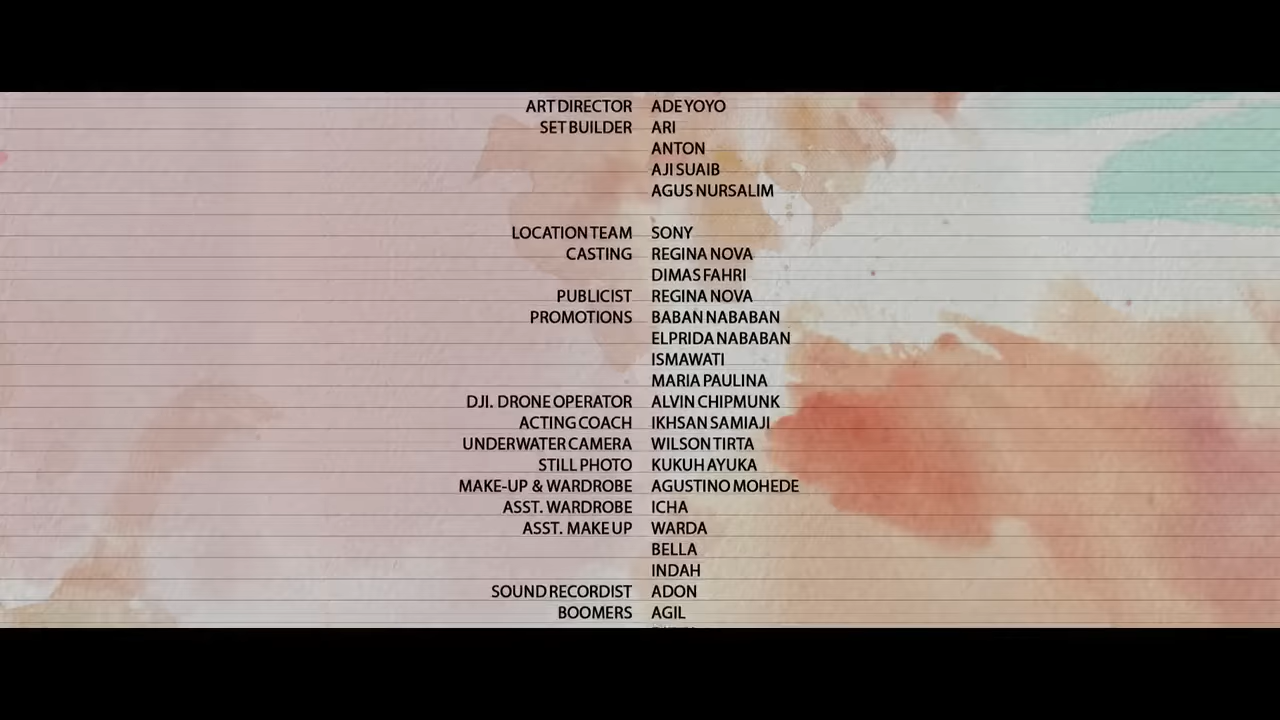 ART DIRECTOR ADE YOYO
SET BUILDER ARI
ANTON
AJI SUAIB
AGUS NURSALIM
LOCATION TEAM SONY
CASTING REGINA NOVA
DIMAS FAHRI
PUBLICIST REGINA NOVA
PROMOTIONS BABAN NABABAN
ELPRIDA NABABAN
ISMAWATI
MARIA PAULINA
DJI. DRONE OPERATOR ALVIN CHIPMUNK
ACTING COACH IKHSAN SAMIAJI
UNDERWATER CAMERA WILSON TIRTA
STILL PHOTO KUKUH AYUKA
MAKE-UP & WARDROBE AGUSTINO MOHEDE
ASST. WARDROBE ICHA
ASST. MAKE UP WARDA
BELLA
INDAH
SOUND RECORDIST ADON
BOOMERS AGIL